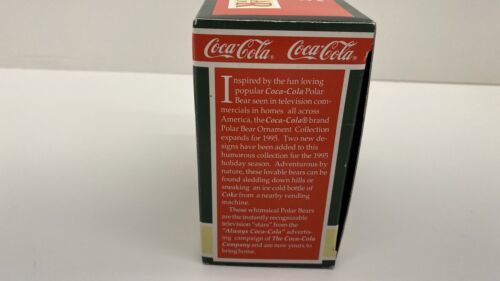 Coca-Cola® Coca-Cola®
Inspired by the fun loving
popular Coca-Cola Polar
Bear seen in television com-
mercials in homes all across
America, the Coca-Cola® brand
Polar Bear Ornament Collection
expands for 1995. Two new de-
signs have been added to this
humorous collection for the 1995
holiday season. Adventurous by
nature, these lovable bears can be
found sledding down hills or
sneaking an ice cold bottle of
Coke from a nearby vending
machine.
These whimsical Polar Bears
are the instantly recognizable
television "stars" from the
"Always Coca-Cola" advertis-
ing campaign of The Coca-Cola
Company and are now yours to
bring home.